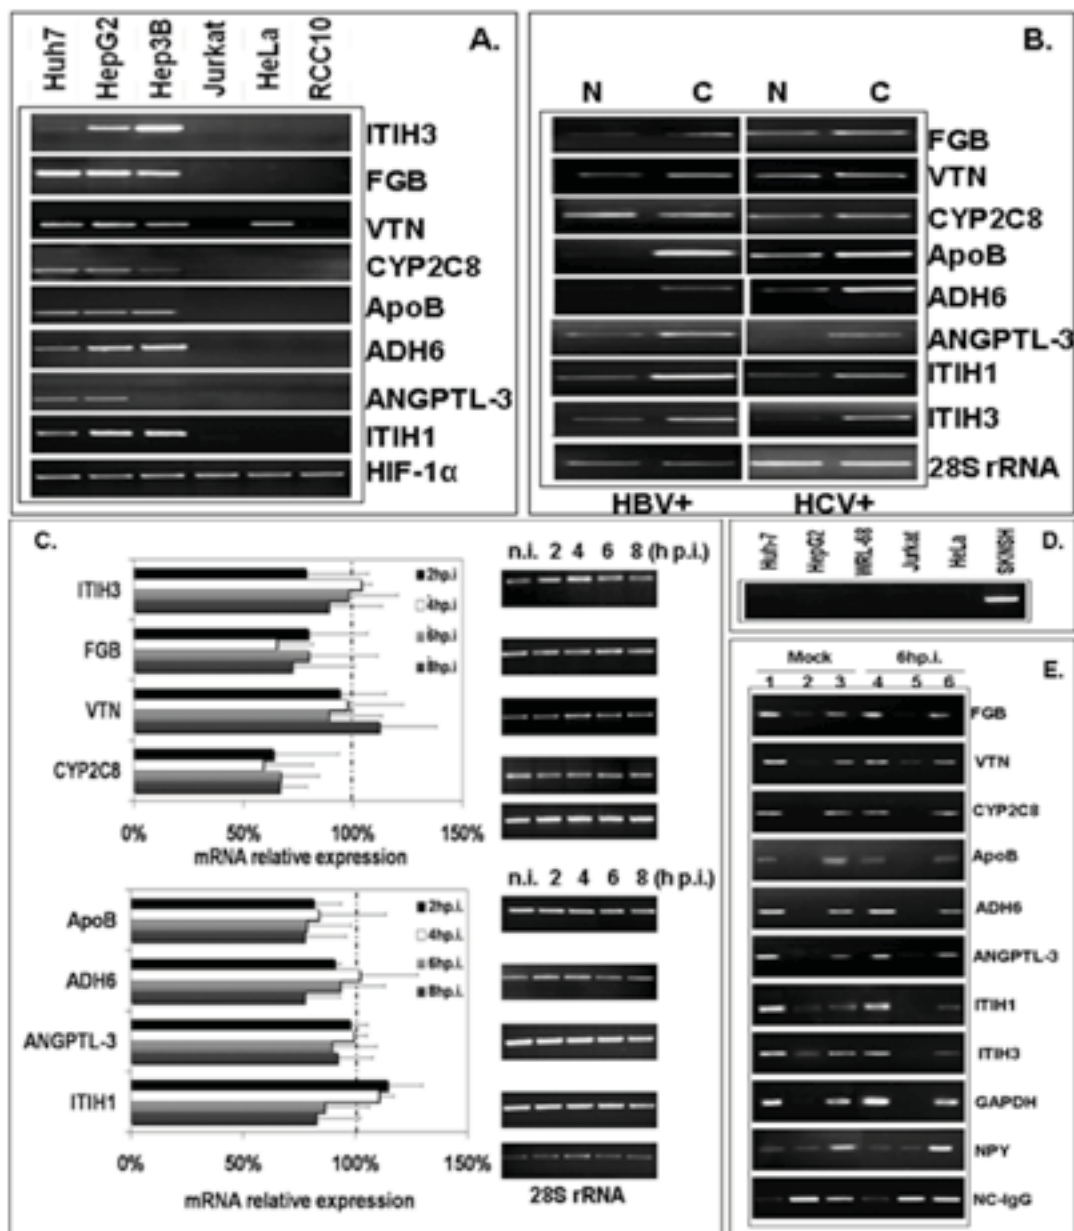 A.
Huh7 HepG2 Hep3B Jurkat HeLa RCC10
ITIH3
FGB
VTN
CYP2C8
ApoB
ADH6
ANGPTL-3
ITIH1
HIF-1α
B.
N C N C
FGB
VTN
CYP2C8
ApoB
ADH6
ANGPTL-3
ITIH1
ITIH3
28S rRNA
HBV+ HCV+
C.
ITIH3
FGB
VTN
CYP2C8
2hp.i
4hp.i
6hp.i
8hp.i
0% 50% 100% 150%
mRNA relative expression
n.i. 2 4 6 8 (h p.i.)
ApoB
ADH6
ANGPTL-3
ITIH1
2hp.i.
4hp.i.
6hp.i.
8hp.i.
0% 50% 100% 150%
mRNA relative expression
n.i. 2 4 6 8 (h p.i.)
28S rRNA
D.
Huh-7 HepG2 WRL-68 Jurkat HeLa SKNSH
E.
Mock 6hp.i.
1 2 3 4 5 6
FGB
VTN
CYP2C8
ApoB
ADH6
ANGPTL-3
ITIH1
ITIH3
GAPDH
NPY
NC-IgG